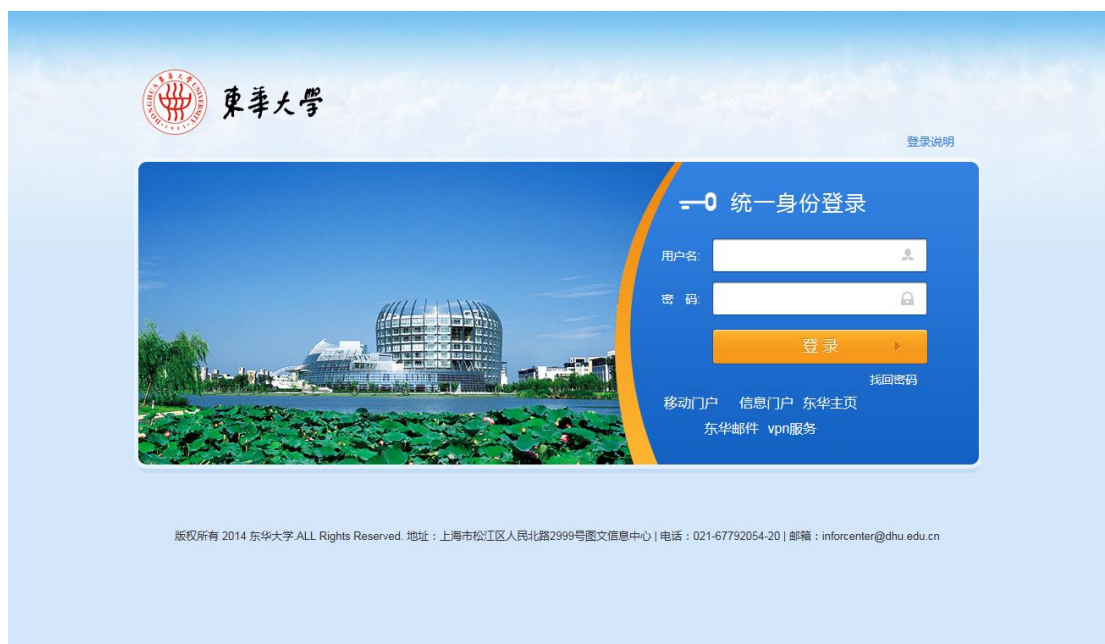 東華大學
DONGHUA UNIVERSITY
登录说明
统一身份登录
用户名:
密 码:
登 录
找回密码
移动门户 信息门户 东华主页
东华邮件 vpn服务
版权所有 2014 东华大学.ALL Rights Reserved. 地址：上海市松江区人民北路2999号图文信息中心 | 电话：021-67792054-20 | 邮箱：inforcenter@dhu.edu.cn